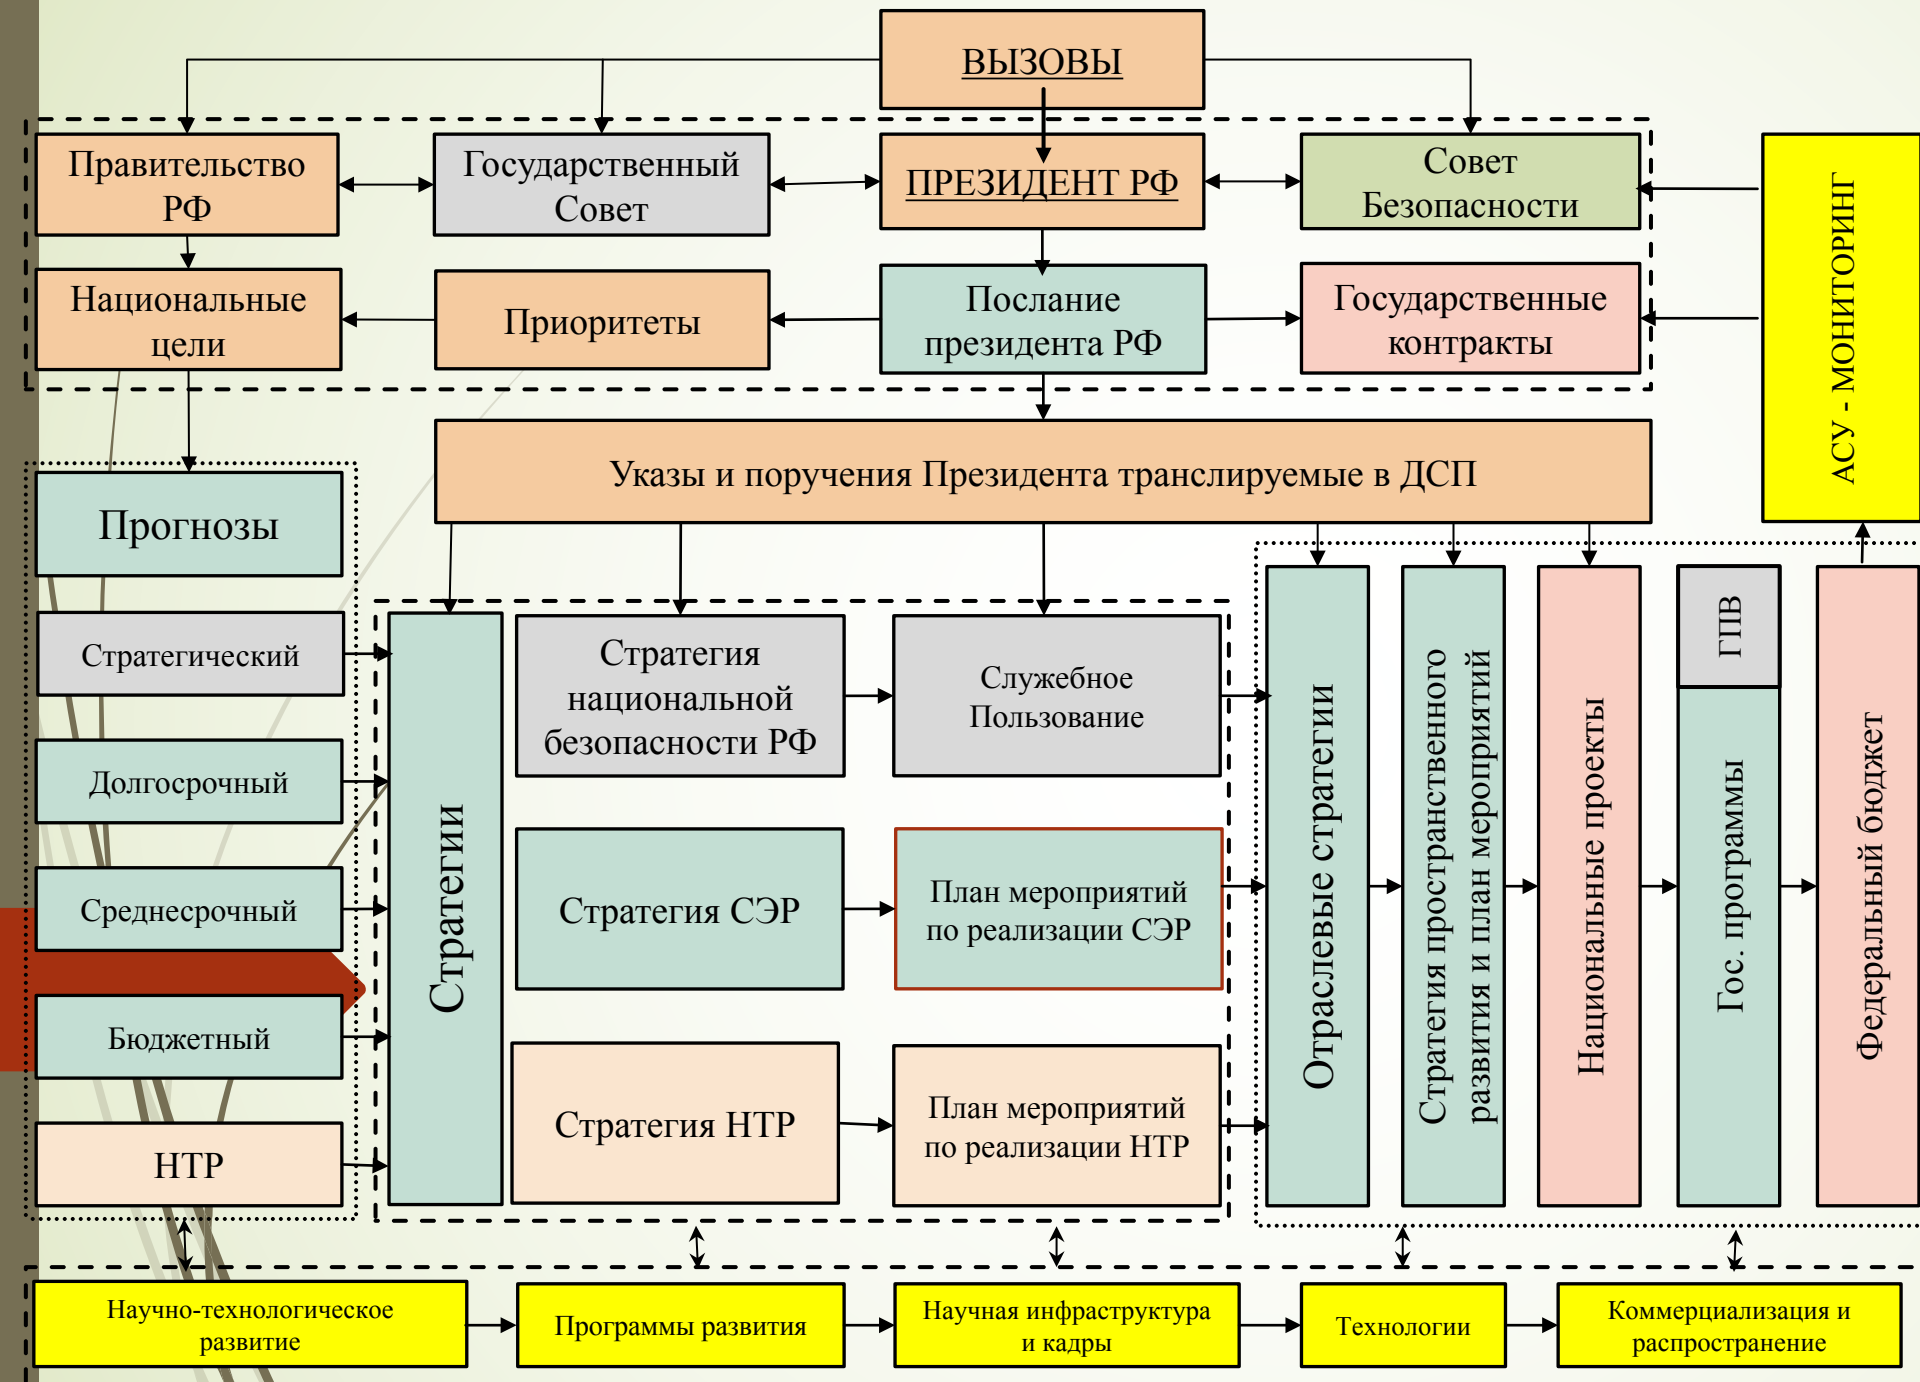 ВЫЗОВЫ
Правительство
РФ
Государственный
Совет
ПРЕЗИДЕНТ РФ
Совет
Безопасности
АСУ - МОНИТОРИНГ
Национальные
цели
Приоритеты
Послание
президента РФ
Государственные
контракты
Указы и поручения Президента транслируемые в ДСП
Прогнозы
Стратегический
Долгосрочный
Среднесрочный
Бюджетный
НТР
Стратегии
Стратегия
национальной
безопасности РФ
Служебное
Пользование
Стратегия СЭР
План мероприятий
по реализации СЭР
Стратегия НТР
План мероприятий
по реализации НТР
Отраслевые стратегии
Стратегия пространственного
развития и план мероприятий
Национальные проекты
ГПВ
Гос. программы
Федеральный бюджет
Научно-технологическое
развитие
Программы развития
Научная инфраструктура
и кадры
Технологии
Коммерциализация и
распространение